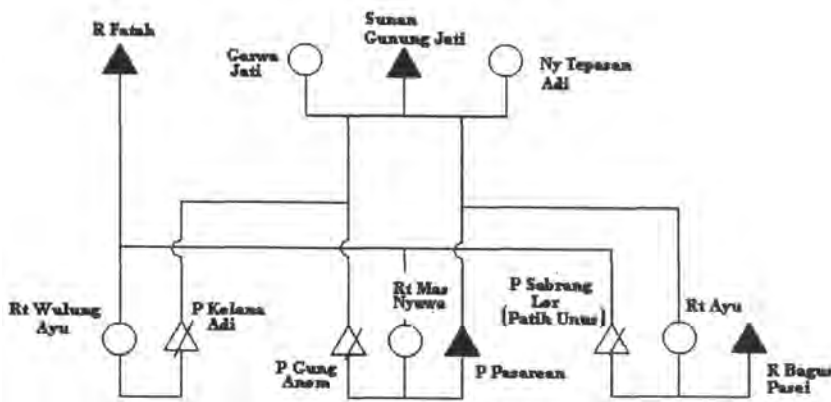 R Fatah
Sunan
Gunung Jati
Garwa
Jati
Ny Tepasan
Adi
Rt Wulung
Ayu
P Kelana
Adi
P Gung
Anom
Rt Mas
Nyawa
P Pasarean
P Sabrang
Lor
(Patih Unus)
Rt Ayu
R Bagus
Pasei